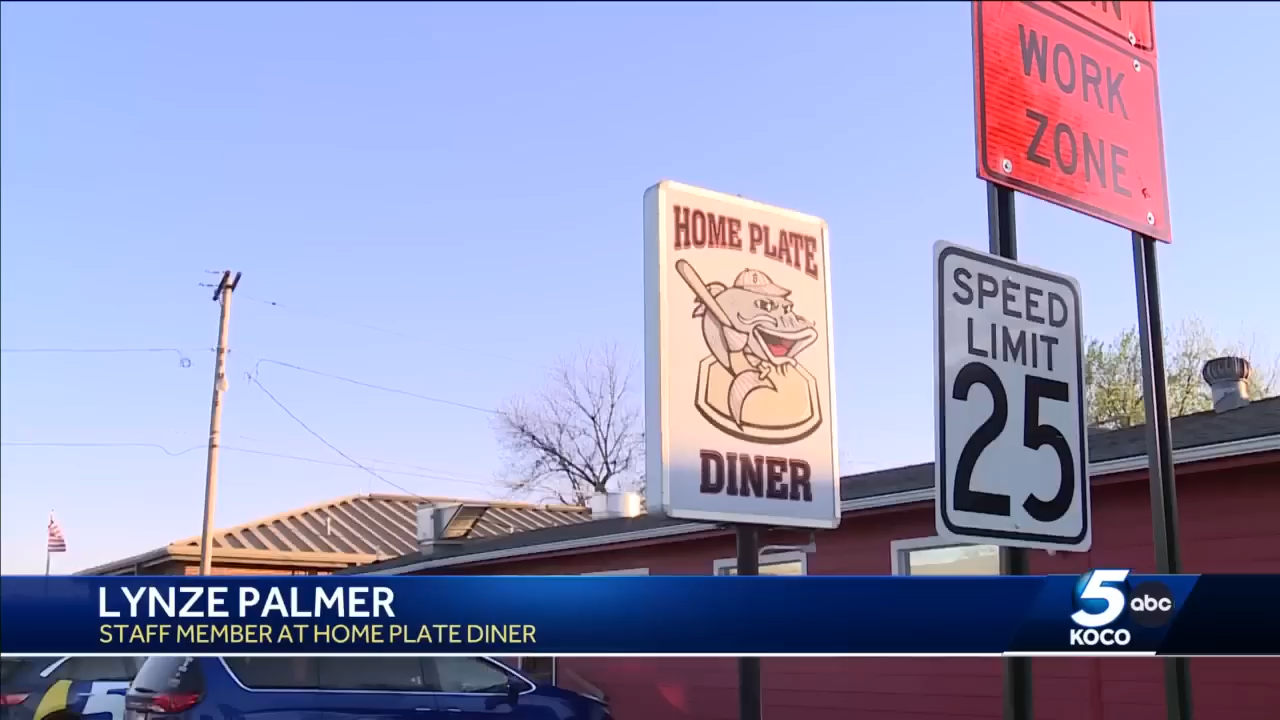 WORK
ZONE
HOME PLATE
DINER
SPEED
LIMIT
25
LYNZE PALMER
STAFF MEMBER AT HOME PLATE DINER
5
abc
KOCO